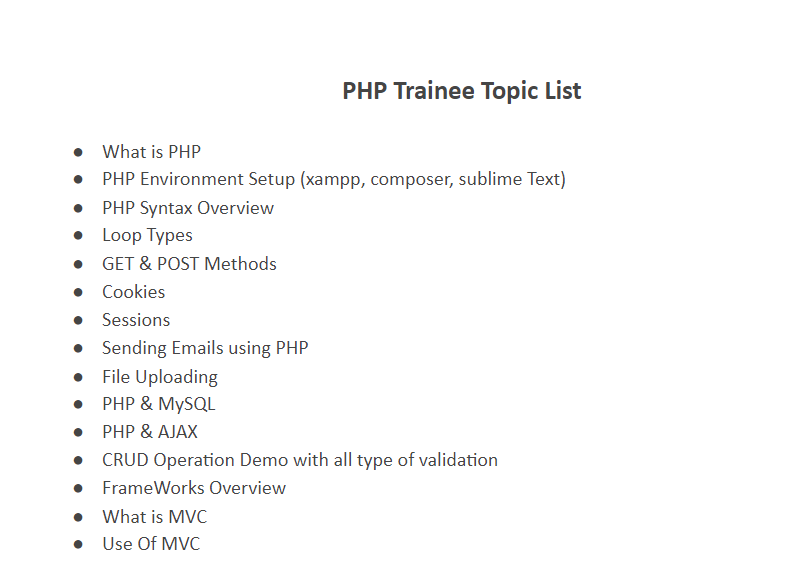 PHP Trainee Topic List
● What is PHP
● PHP Environment Setup (xampp, composer, sublime Text)
● PHP Syntax Overview
● Loop Types
● GET & POST Methods
● Cookies
● Sessions
● Sending Emails using PHP
● File Uploading
● PHP & MySQL
● PHP & AJAX
● CRUD Operation Demo with all type of validation
● FrameWorks Overview
● What is MVC
● Use Of MVC